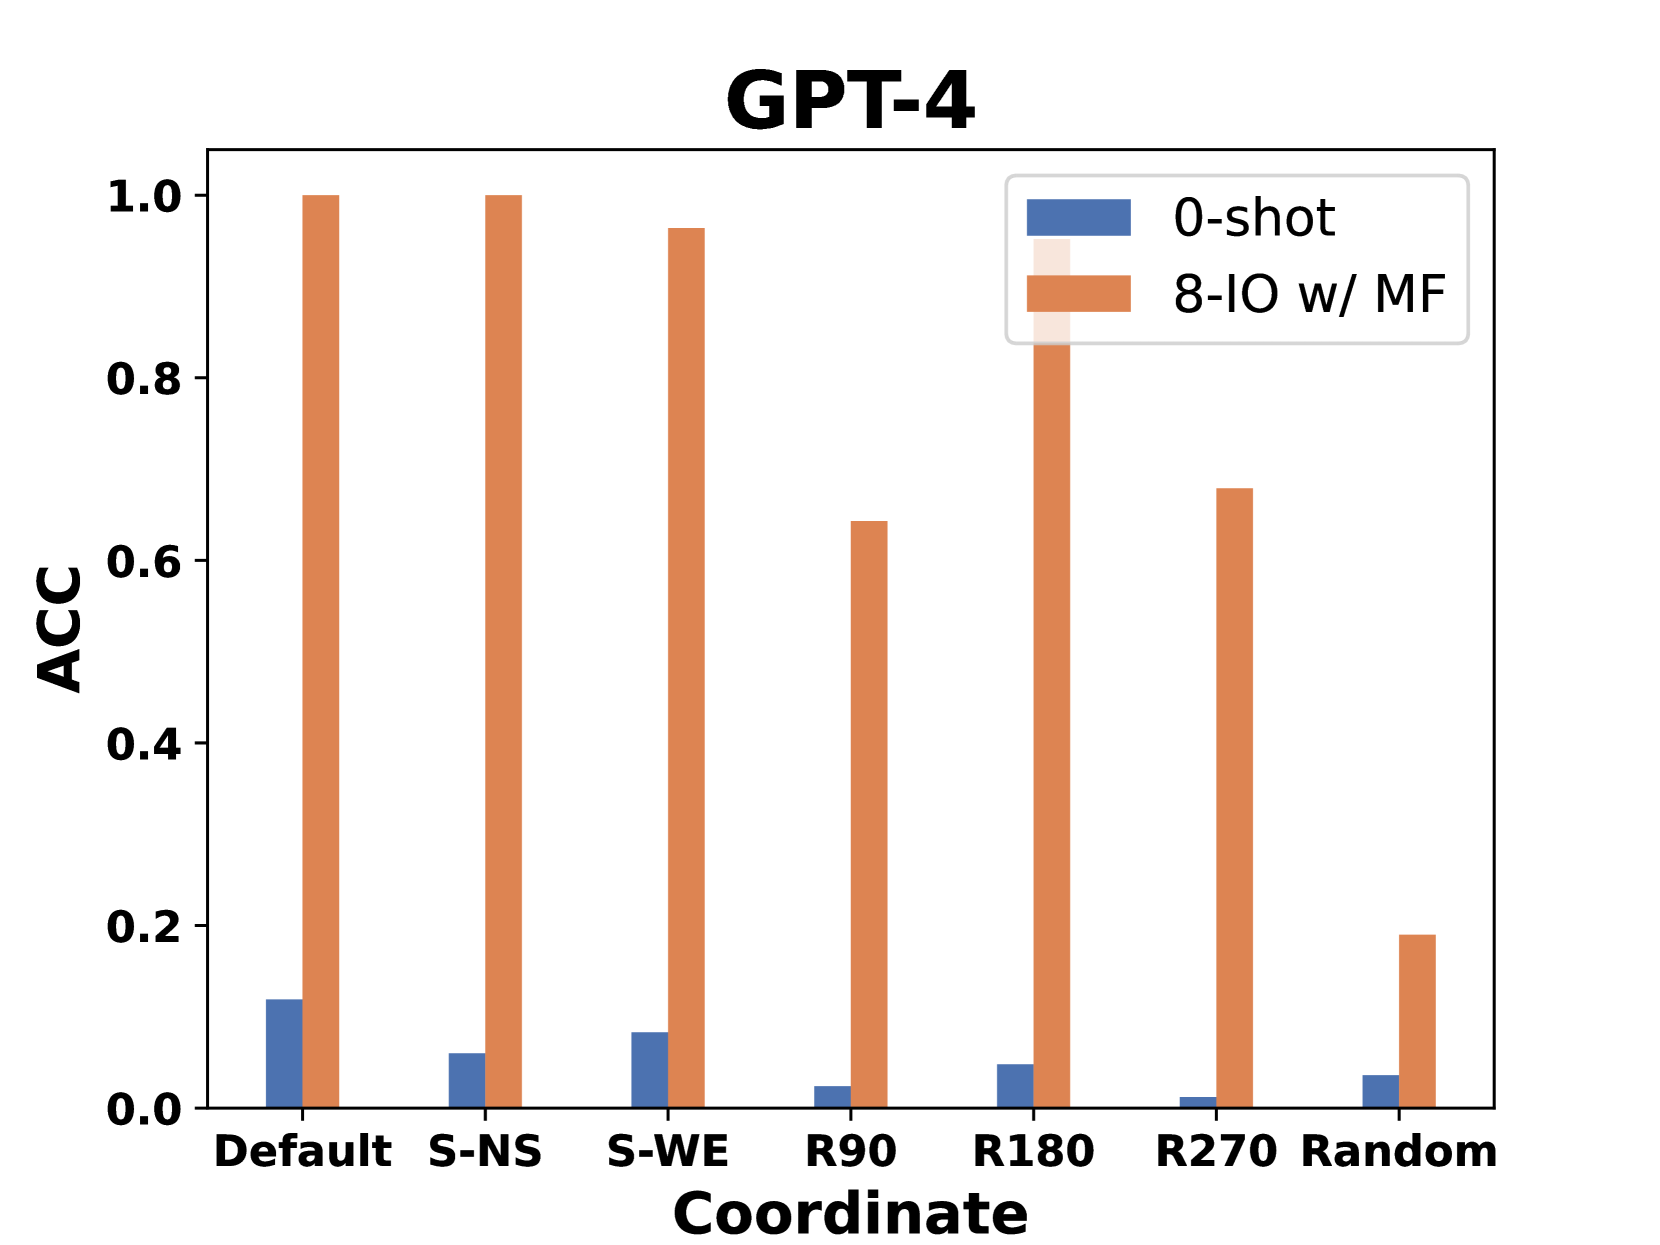 GPT-4
0-shot
8-IO w/ MF
1.0
0.8
0.6
0.4
0.2
0.0
ACC
Default S-NS S-WE R90 R180 R270 Random
Coordinate